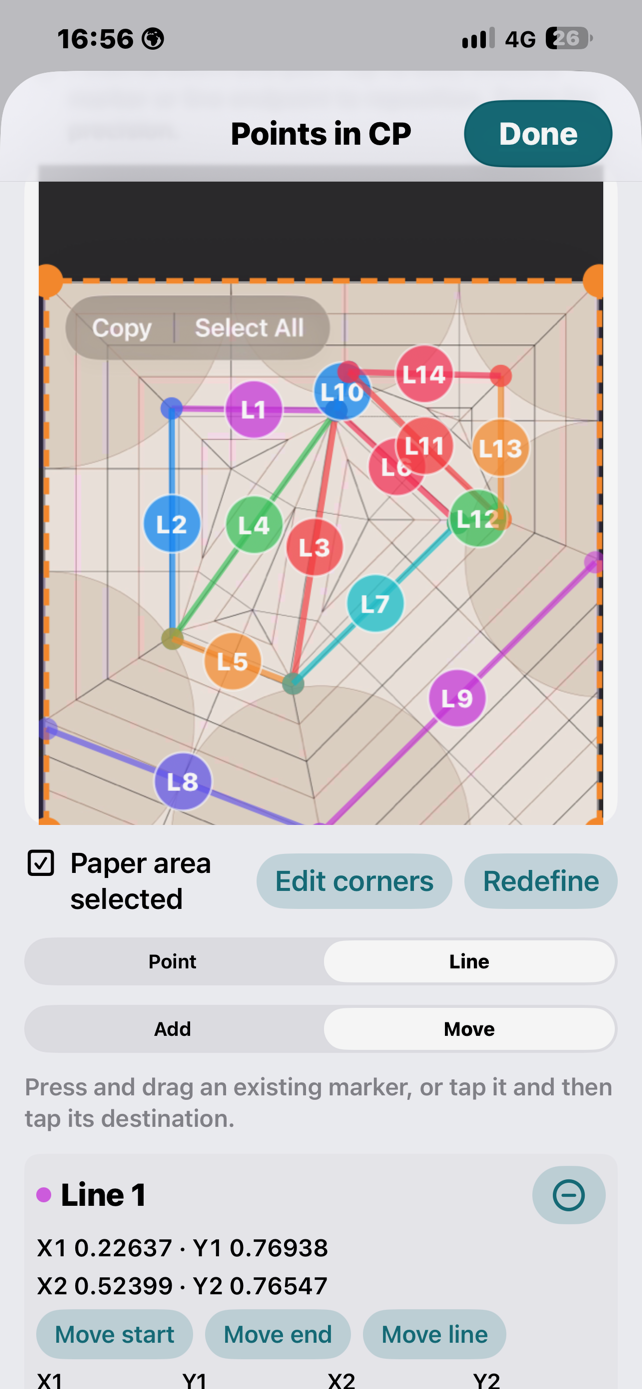 16:56
4G
26
Points in CP
Done
Copy
Select All
L14
L10
L1
L11
L13
L6
L12
L2
L4
L3
L7
L5
L9
L8
Paper area
selected
Edit corners
Redefine
Point
Line
Add
Move
Press and drag an existing marker, or tap it and then
tap its destination.
Line 1
X1 0.22637 · Y1 0.76938
X2 0.52399 · Y2 0.76547
Move start
Move end
Move line
X1
Y1
X2
Y2